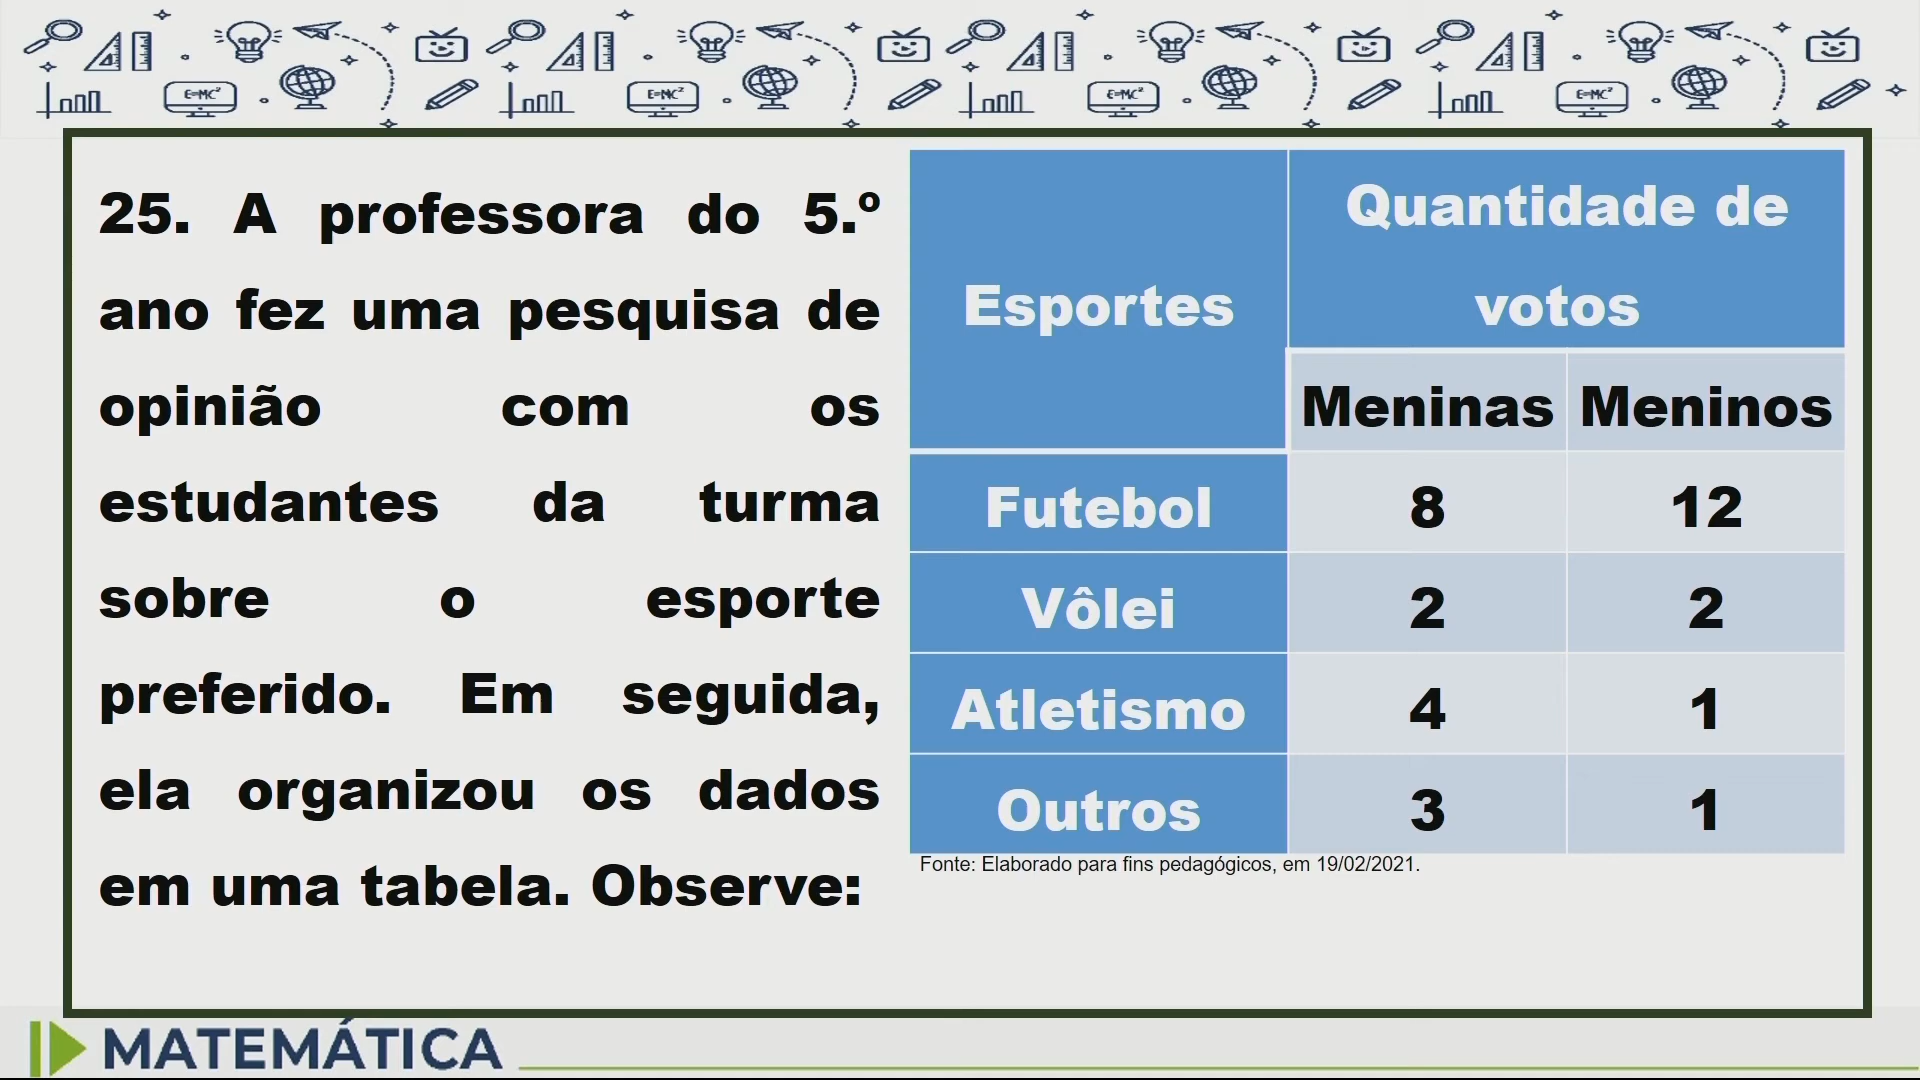 E=MC² E=MC² E=MC² E=MC²
25. A professora do 5.º
ano fez uma pesquisa de
opinião com os
estudantes da turma
sobre o esporte
preferido. Em seguida,
ela organizou os dados
em uma tabela. Observe:
Esportes
Quantidade de
votos
Meninas Meninos
Futebol 8 12
Vôlei 2 2
Atletismo 4 1
Outros 3 1
Fonte: Elaborado para fins pedagógicos, em 19/02/2021.
MATEMÁTICA